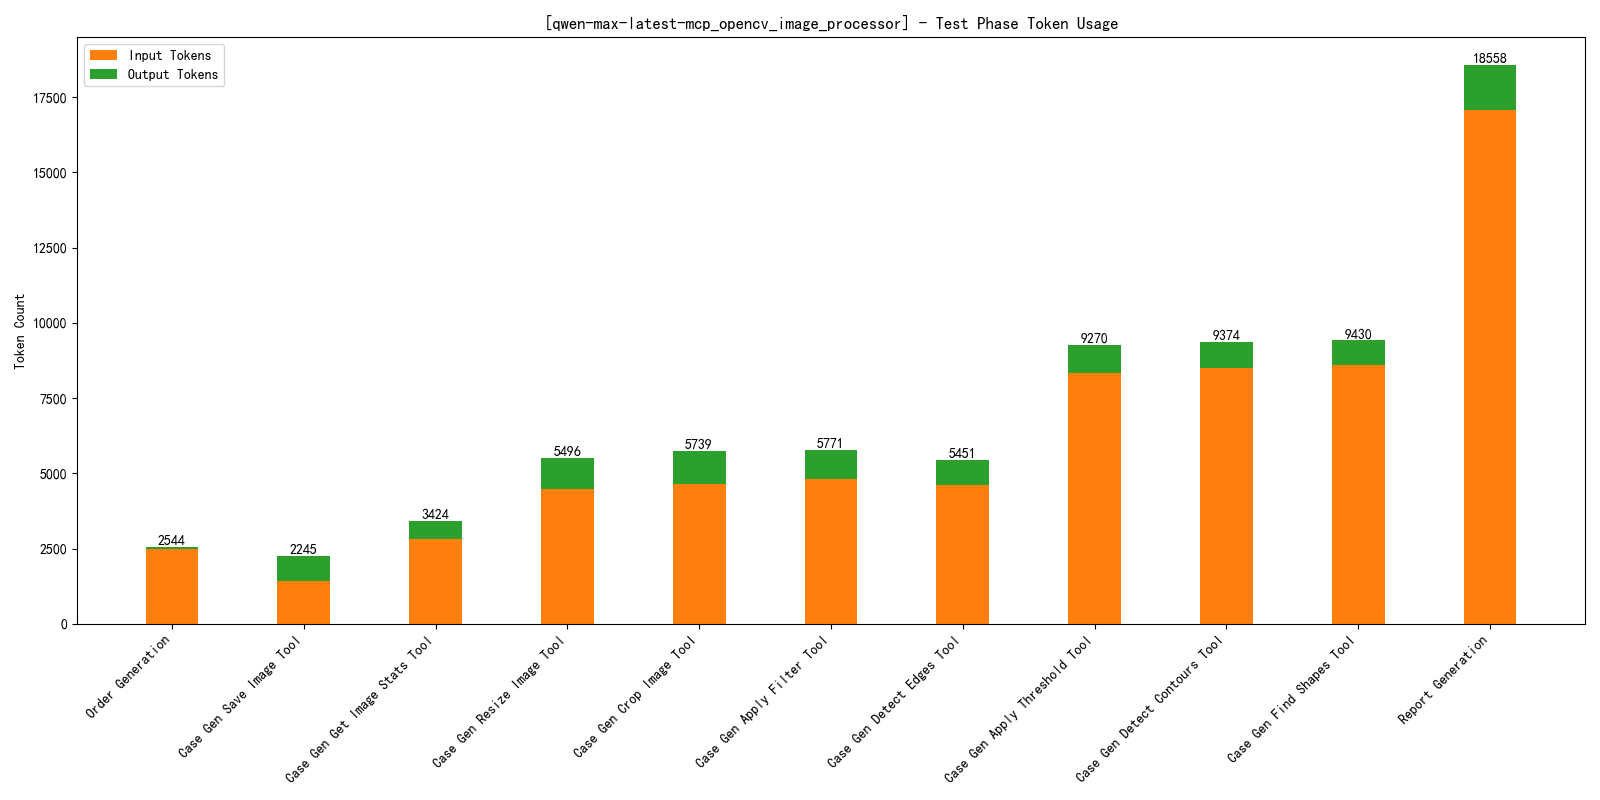 [qwen-max-latest-mcp_opencv_image_processor] - Test Phase Token Usage
Input Tokens
Output Tokens
Token Count
17500
15000
12500
10000
7500
5000
2500
0
2544
2245
3424
5496
5739
5771
5451
9270
9374
9430
18558
Order Generation
Case Gen Save Image Tool
Case Gen Get Image Stats Tool
Case Gen Resize Image Tool
Case Gen Crop Image Tool
Case Gen Apply Filter Tool
Case Gen Detect Edges Tool
Case Gen Apply Threshold Tool
Case Gen Detect Contours Tool
Case Gen Find Shapes Tool
Report Generation